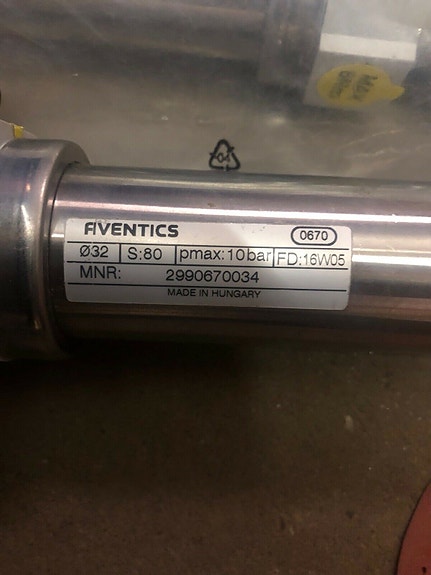 AVENTICS 0670
Ø32 S:80 pmax:10bar FD:16W05
MNR: 2990670034
MADE IN HUNGARY
04